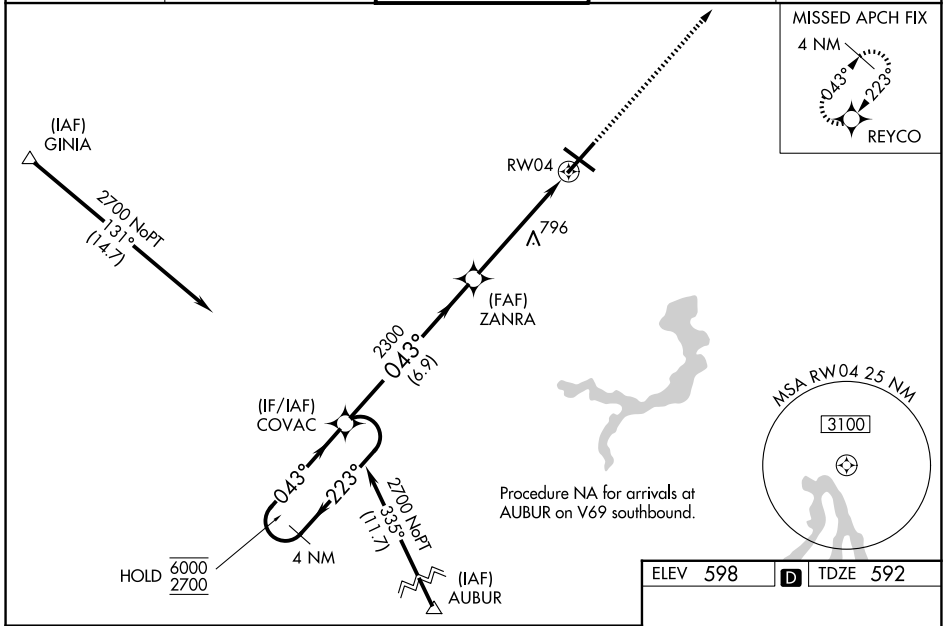 MISSED APCH FIX
4 NM
043°
223°
REYCO
(IAF)
GINIA
2700 NoPT
131°
(14.7)
RW04
796
(FAF)
ZANRA
2300
043°
(6.9)
(IF/IAF)
COVAC
043°
223°
4 NM
HOLD 6000
2700
2700 NoPT
335°
(11.7)
(IAF)
AUBUR
Procedure NA for arrivals at
AUBUR on V69 southbound.
MSA RW04 25 NM
3100
ELEV 598 D TDZE 592